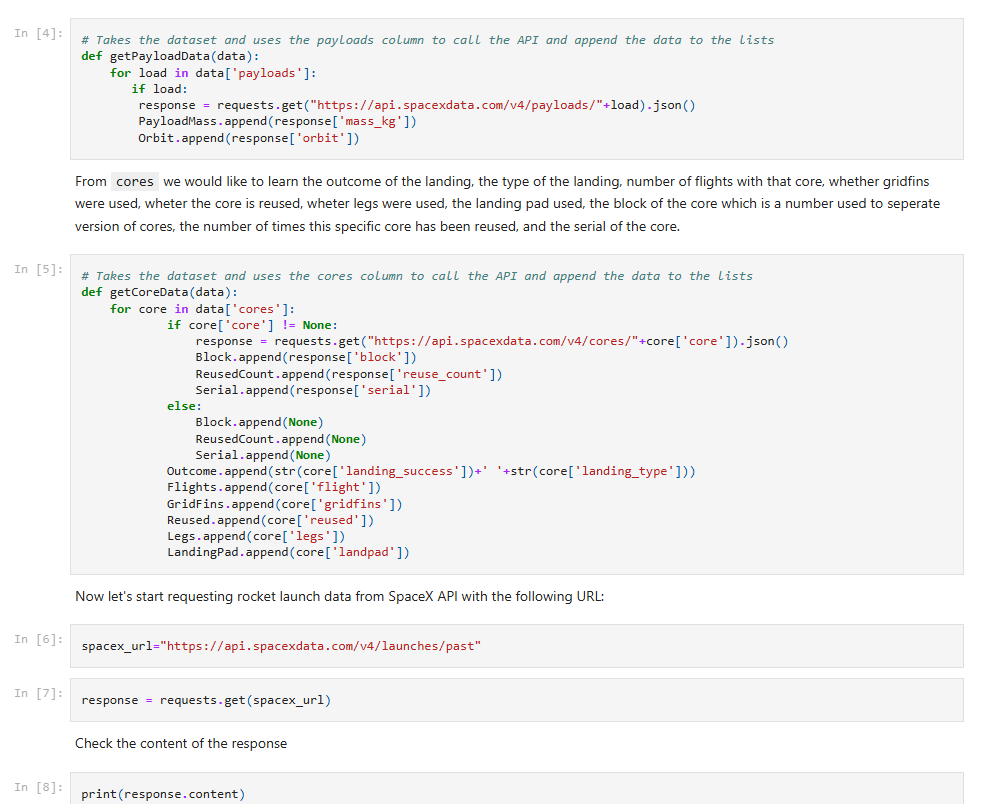 In [4]:
# Takes the dataset and uses the payloads column to call the API and append the data to the lists
def getPayloadData(data):
    for load in data['payloads']:
       if load:
        response = requests.get("https://api.spacexdata.com/v4/payloads/"+load).json()
        PayloadMass.append(response['mass_kg'])
        Orbit.append(response['orbit'])
From cores we would like to learn the outcome of the landing, the type of the landing, number of flights with that core, whether gridfins
were used, wheter the core is reused, wheter legs were used, the landing pad used, the block of the core which is a number used to seperate
version of cores, the number of times this specific core has been reused, and the serial of the core.
In [5]:
# Takes the dataset and uses the cores column to call the API and append the data to the lists
def getCoreData(data):
    for core in data['cores']:
            if core['core'] != None:
                response = requests.get("https://api.spacexdata.com/v4/cores/"+core['core']).json()
                Block.append(response['block'])
                ReusedCount.append(response['reuse_count'])
                Serial.append(response['serial'])
            else:
                Block.append(None)
                ReusedCount.append(None)
                Serial.append(None)
            Outcome.append(str(core['landing_success'])+' '+str(core['landing_type']))
            Flights.append(core['flight'])
            GridFins.append(core['gridfins'])
            Reused.append(core['reused'])
            Legs.append(core['legs'])
            LandingPad.append(core['landpad'])
Now let's start requesting rocket launch data from SpaceX API with the following URL:
In [6]:
spacex_url="https://api.spacexdata.com/v4/launches/past"
In [7]:
response = requests.get(spacex_url)
Check the content of the response
In [8]:
print(response.content)